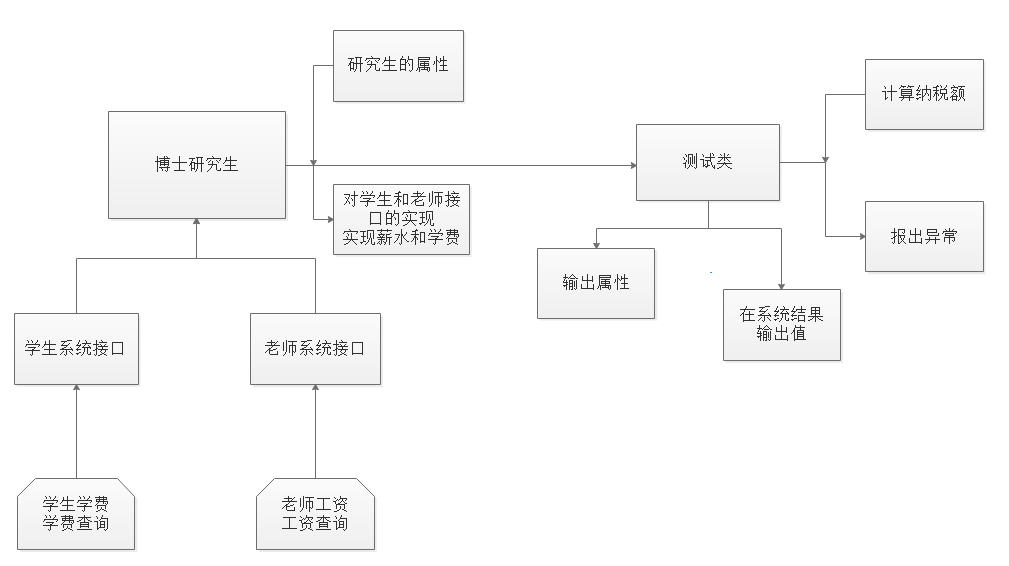 研究生的属性
计算纳税额
博士研究生
测试类
对学生和老师接
口的实现
实现薪水和学费
报出异常
输出属性
在系统结果
输出值
学生系统接口
老师系统接口
学生学费
学费查询
老师工资
工资查询